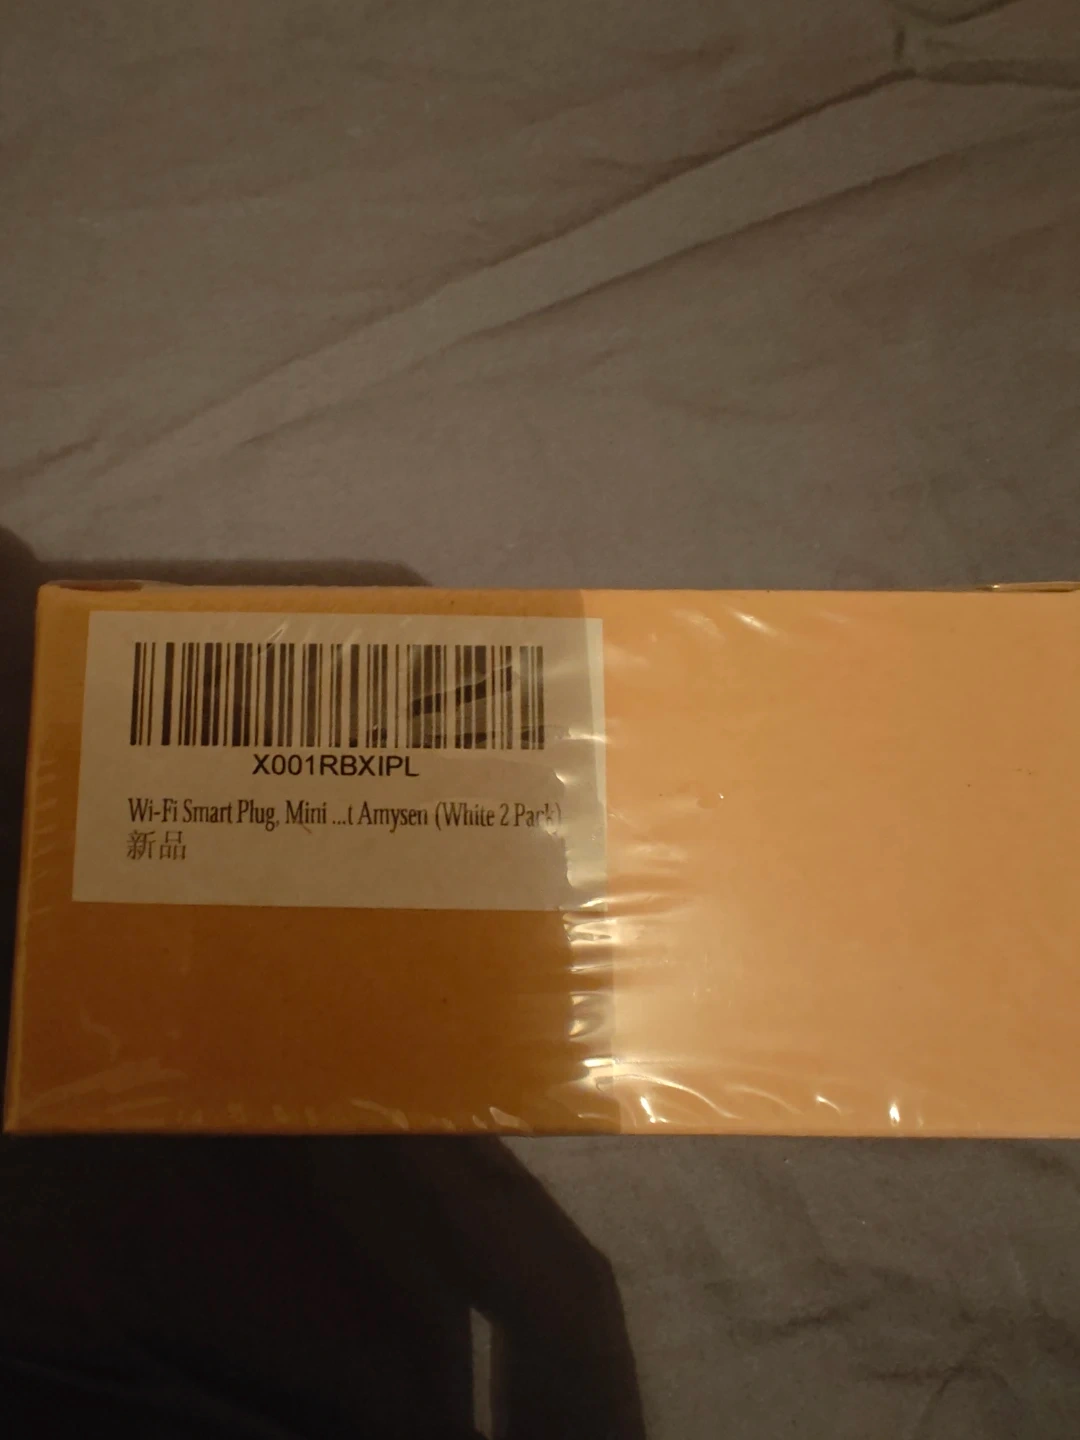 X001RBXIPL
Wi-Fi Smart Plug, Mini ...t Amysen (White 2 Pack)
新品